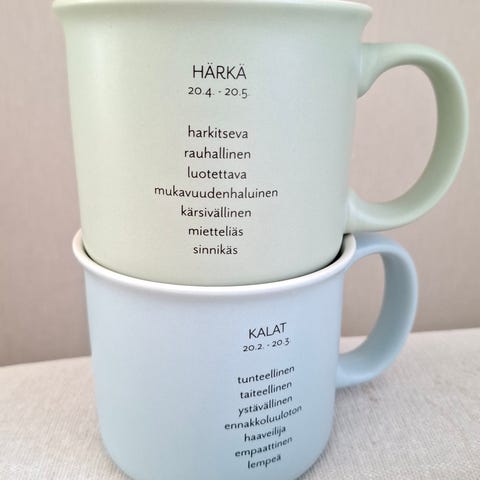 HÄRKÄ
20.4. - 20.5.
harkitseva
rauhallinen
luotettava
mukavuudenhaluinen
kärsivällinen
mietteliäs
sinnikäs
KALAT
20.2. - 20.3.
tunteellinen
taiteellinen
ystävällinen
ennakkoluuloton
haaveilija
empaattinen
lempeä